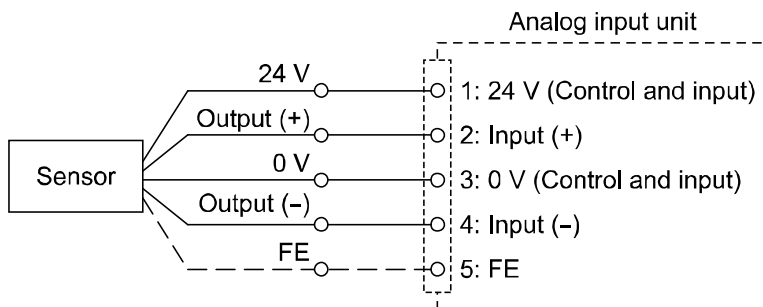 Analog input unit
24 V
1: 24 V (Control and input)
Output (+)
2: Input (+)
Sensor
0 V
3: 0 V (Control and input)
Output (–)
4: Input (–)
FE
5: FE